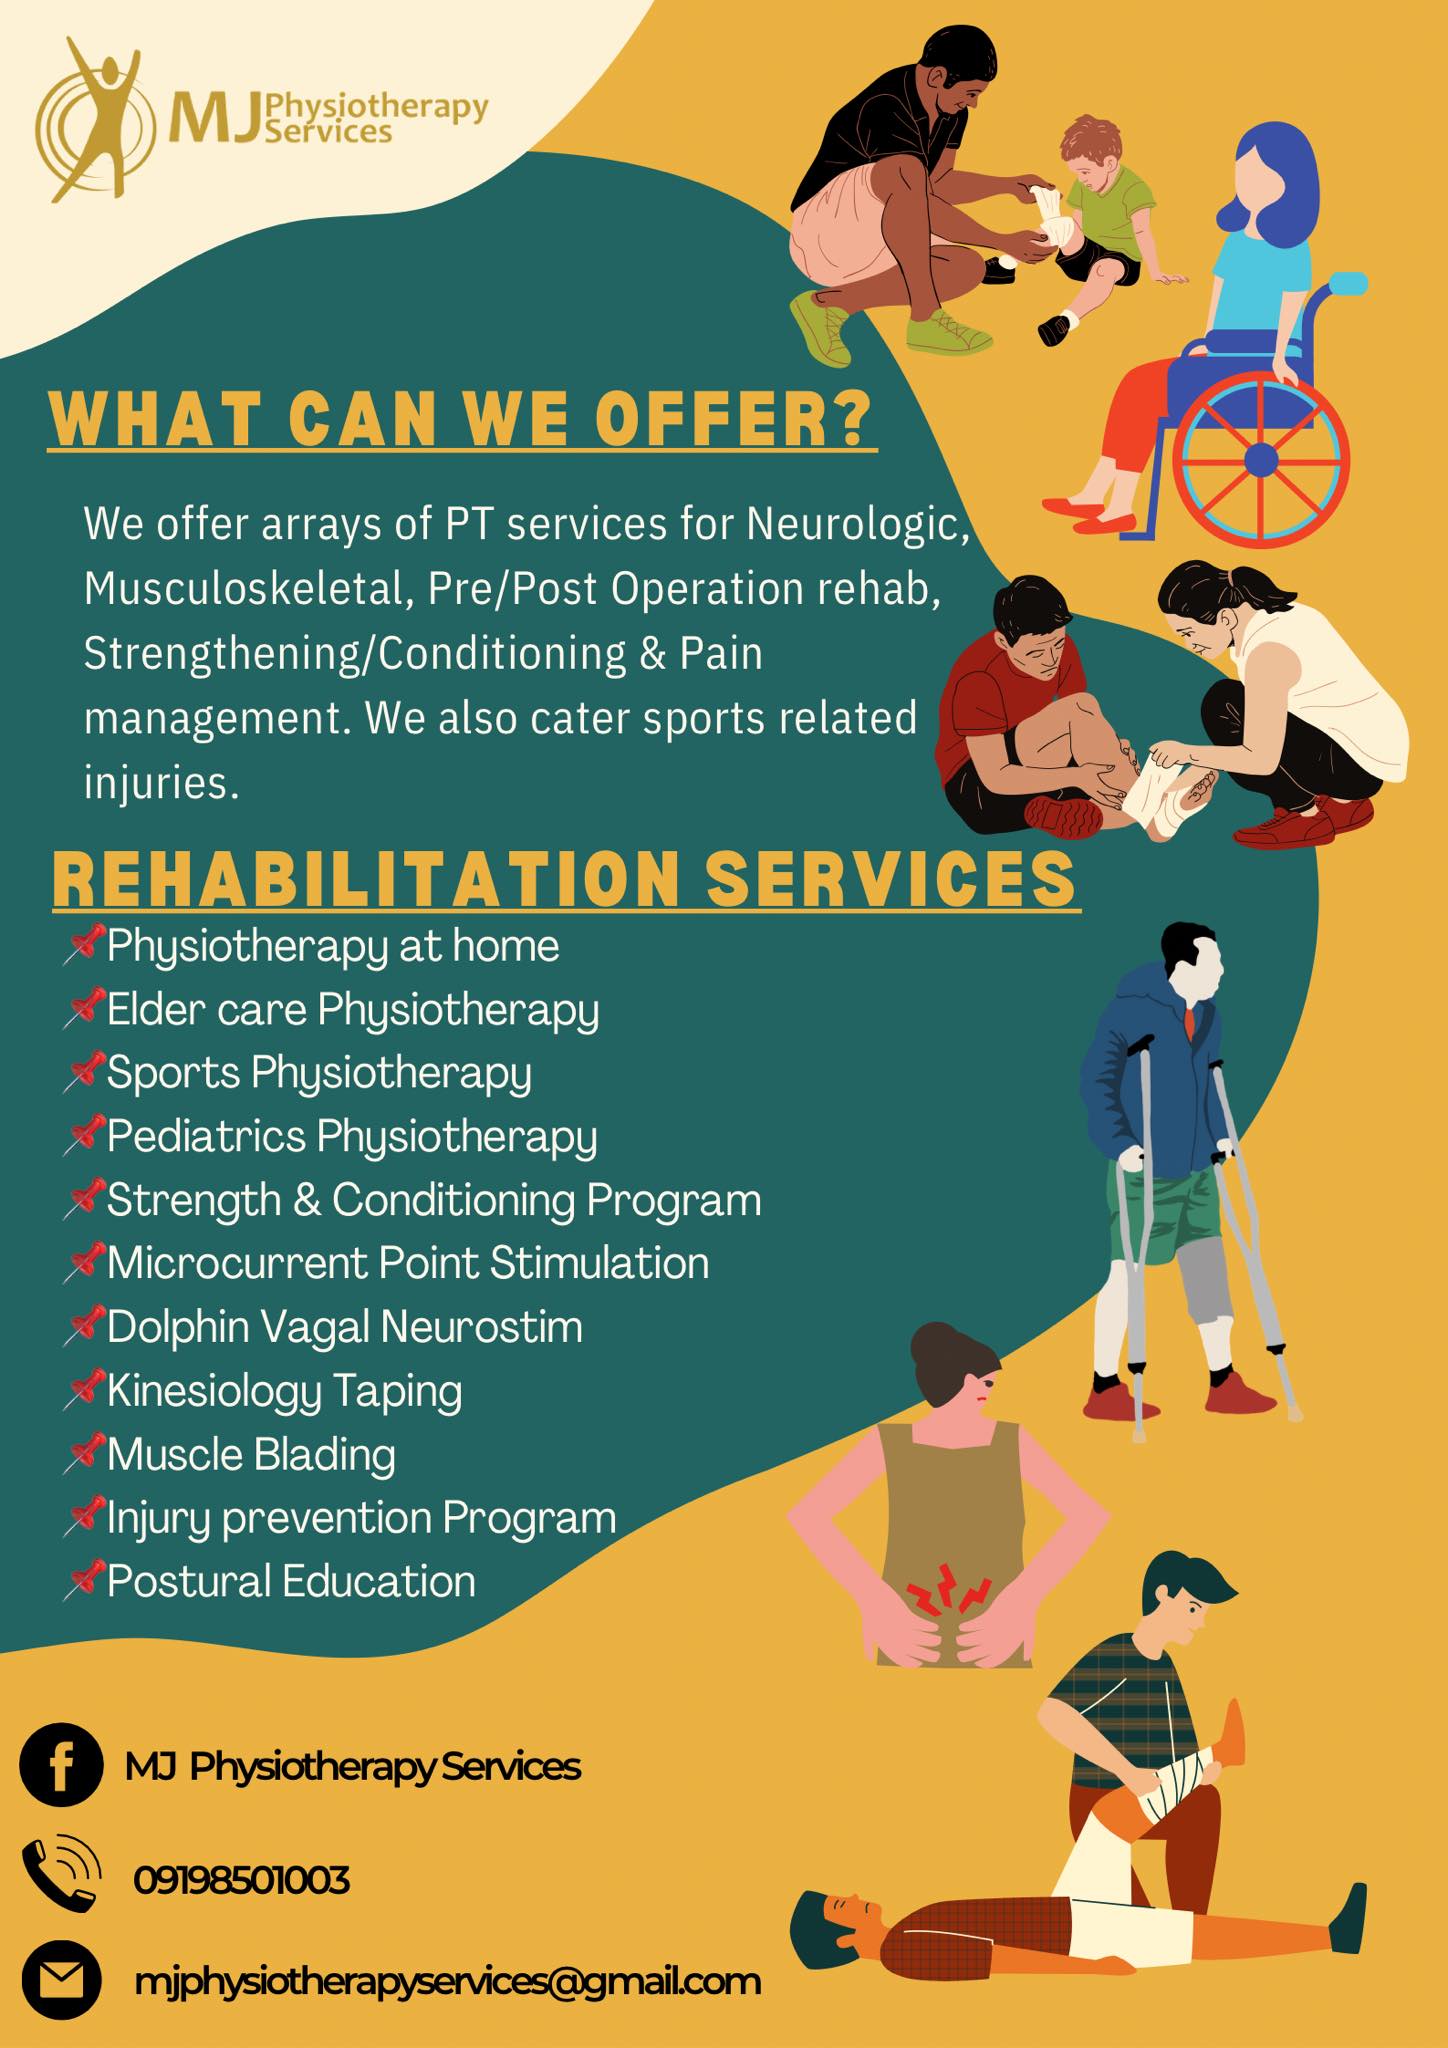 MJ Physiotherapy
Services
WHAT CAN WE OFFER?
We offer arrays of PT services for Neurologic,
Musculoskeletal, Pre/Post Operation rehab,
Strengthening/Conditioning & Pain
management. We also cater sports related
injuries.
REHABILITATION SERVICES
📌Physiotherapy at home
📌Elder care Physiotherapy
📌Sports Physiotherapy
📌Pediatrics Physiotherapy
📌Strength & Conditioning Program
📌Microcurrent Point Stimulation
📌Dolphin Vagal Neurostim
📌Kinesiology Taping
📌Muscle Blading
📌Injury prevention Program
📌Postural Education
MJ Physiotherapy Services
09198501003
mjphysiotherapyservices@gmail.com